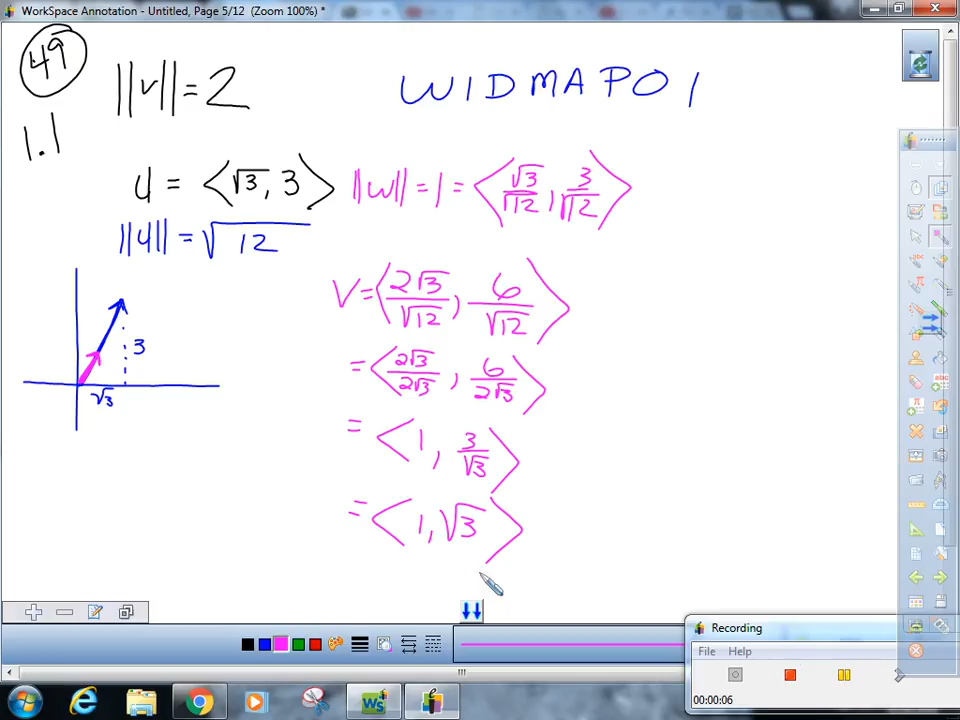 WorkSpace Annotation - Untitled, Page 5/12 (Zoom 100%) *
49
1.1
||v|| = 2
WIDMAPO 1
u = <√3, 3>
||w|| = 1 = <√3/√12, 3/√12>
||u|| = √12
v = <2√3/√12, 6/√12>
= <2√3/2√3, 6/2√3>
= <1, 3/√3>
= <1, √3>
3
√3
Recording
File Help
00:00:06